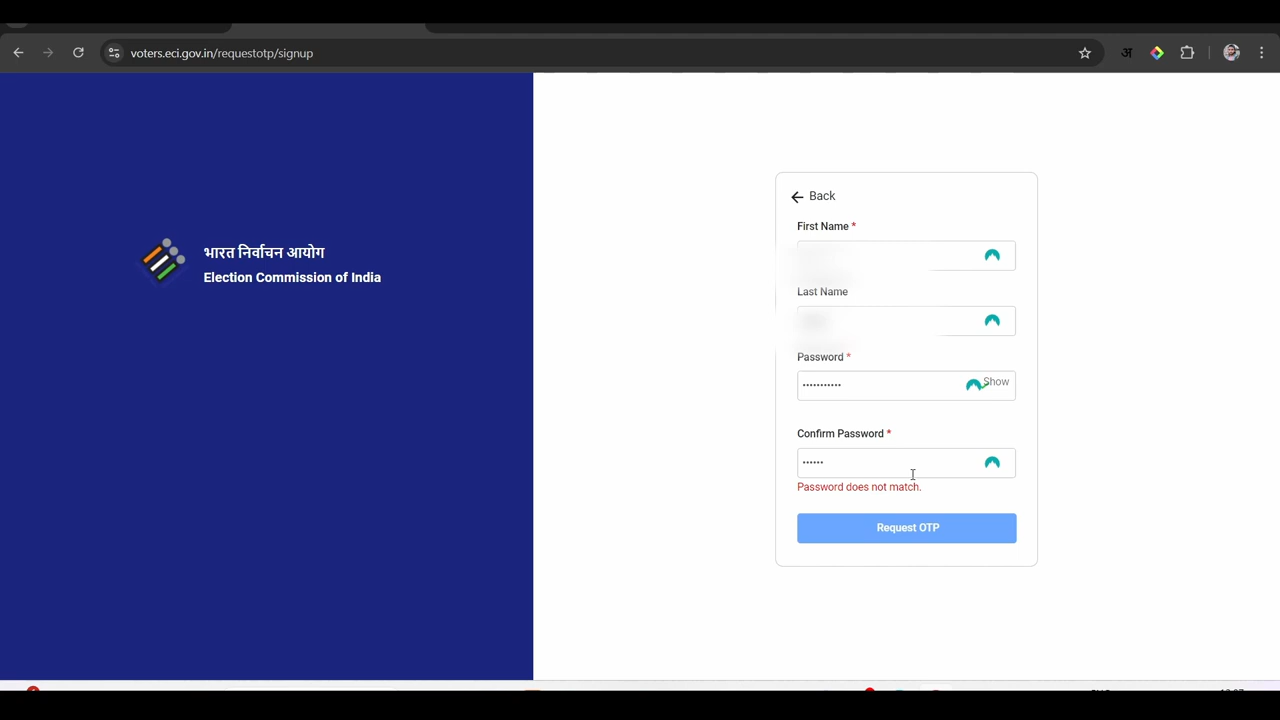 voters.eci.gov.in/requestotp/signup
अ
भारत निर्वाचन आयोग
Election Commission of India
Back
First Name *
Last Name
Password *
•••••••••••
Show
Confirm Password *
••••••
Password does not match.
Request OTP